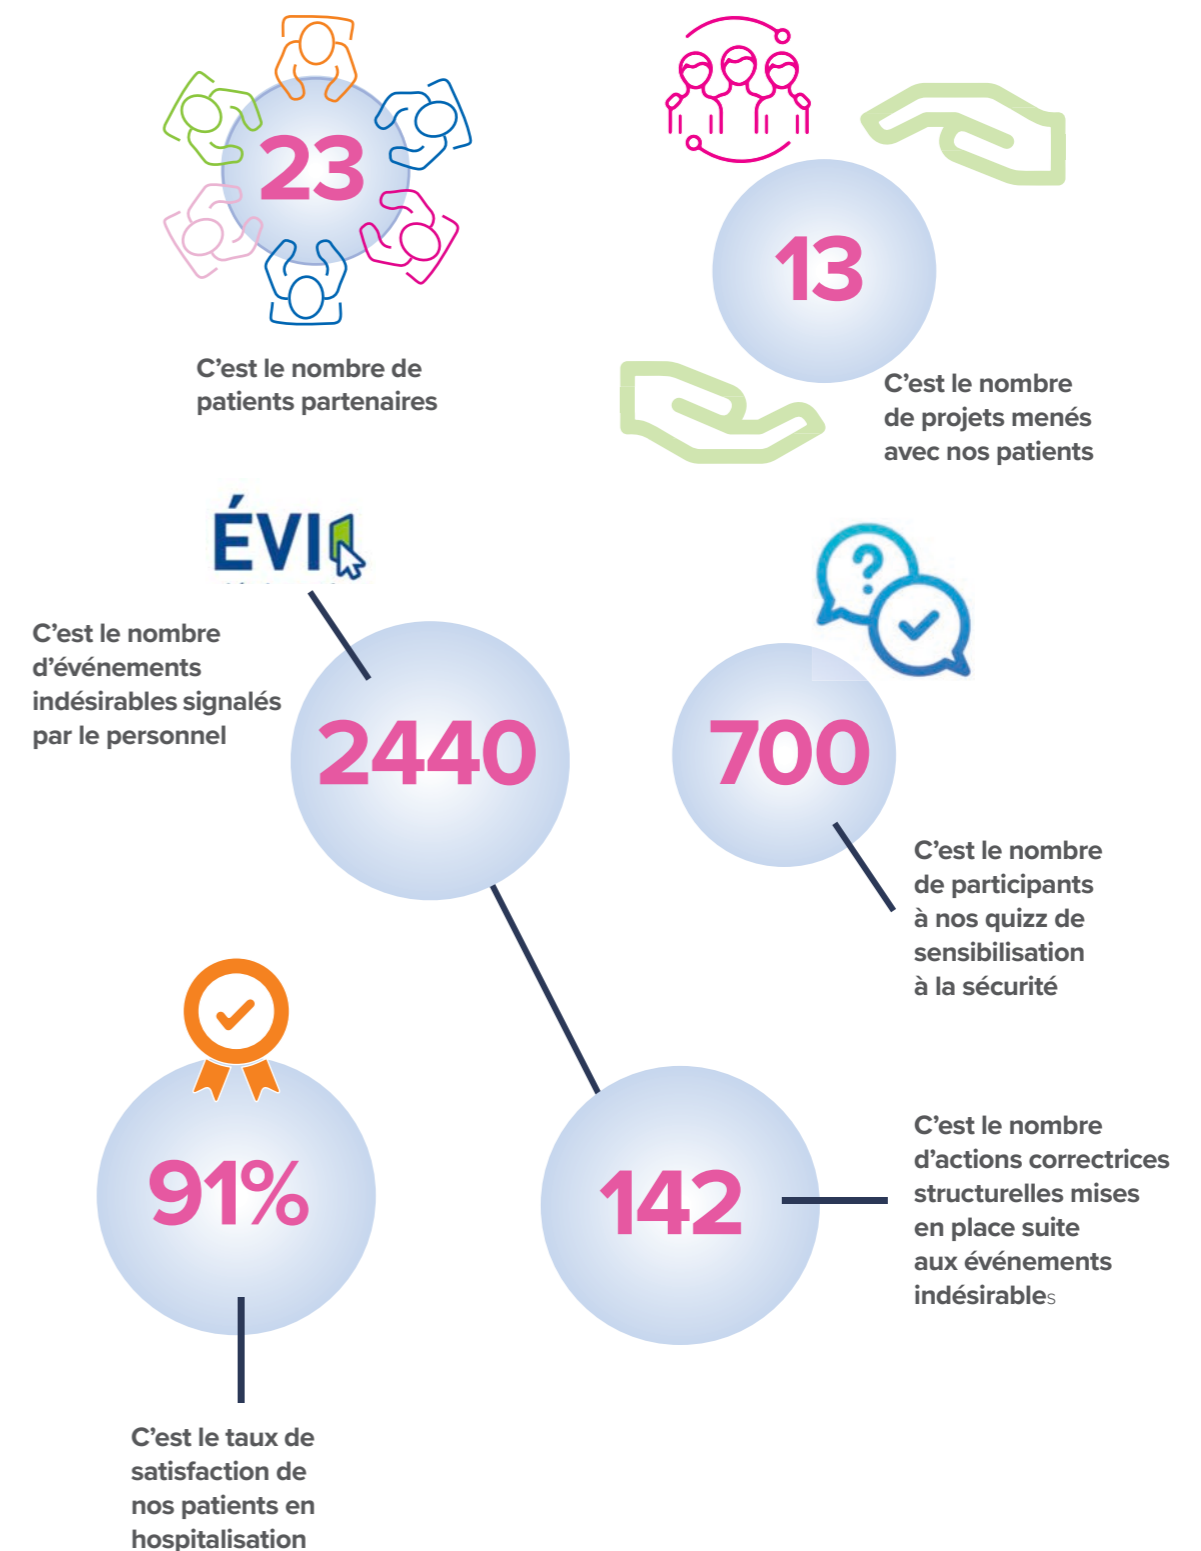 23
C’est le nombre de
patients partenaires
13
C’est le nombre
de projets menés
avec nos patients
ÉVI
C’est le nombre
d’événements
indésirables signalés
par le personnel
2440
?
700
C’est le nombre
de participants
à nos quizz de
sensibilisation
à la sécurité
91%
C’est le taux de
satisfaction de
nos patients en
hospitalisation
142
C’est le nombre
d’actions correctrices
structurelles mises
en place suite
aux événements
indésirables